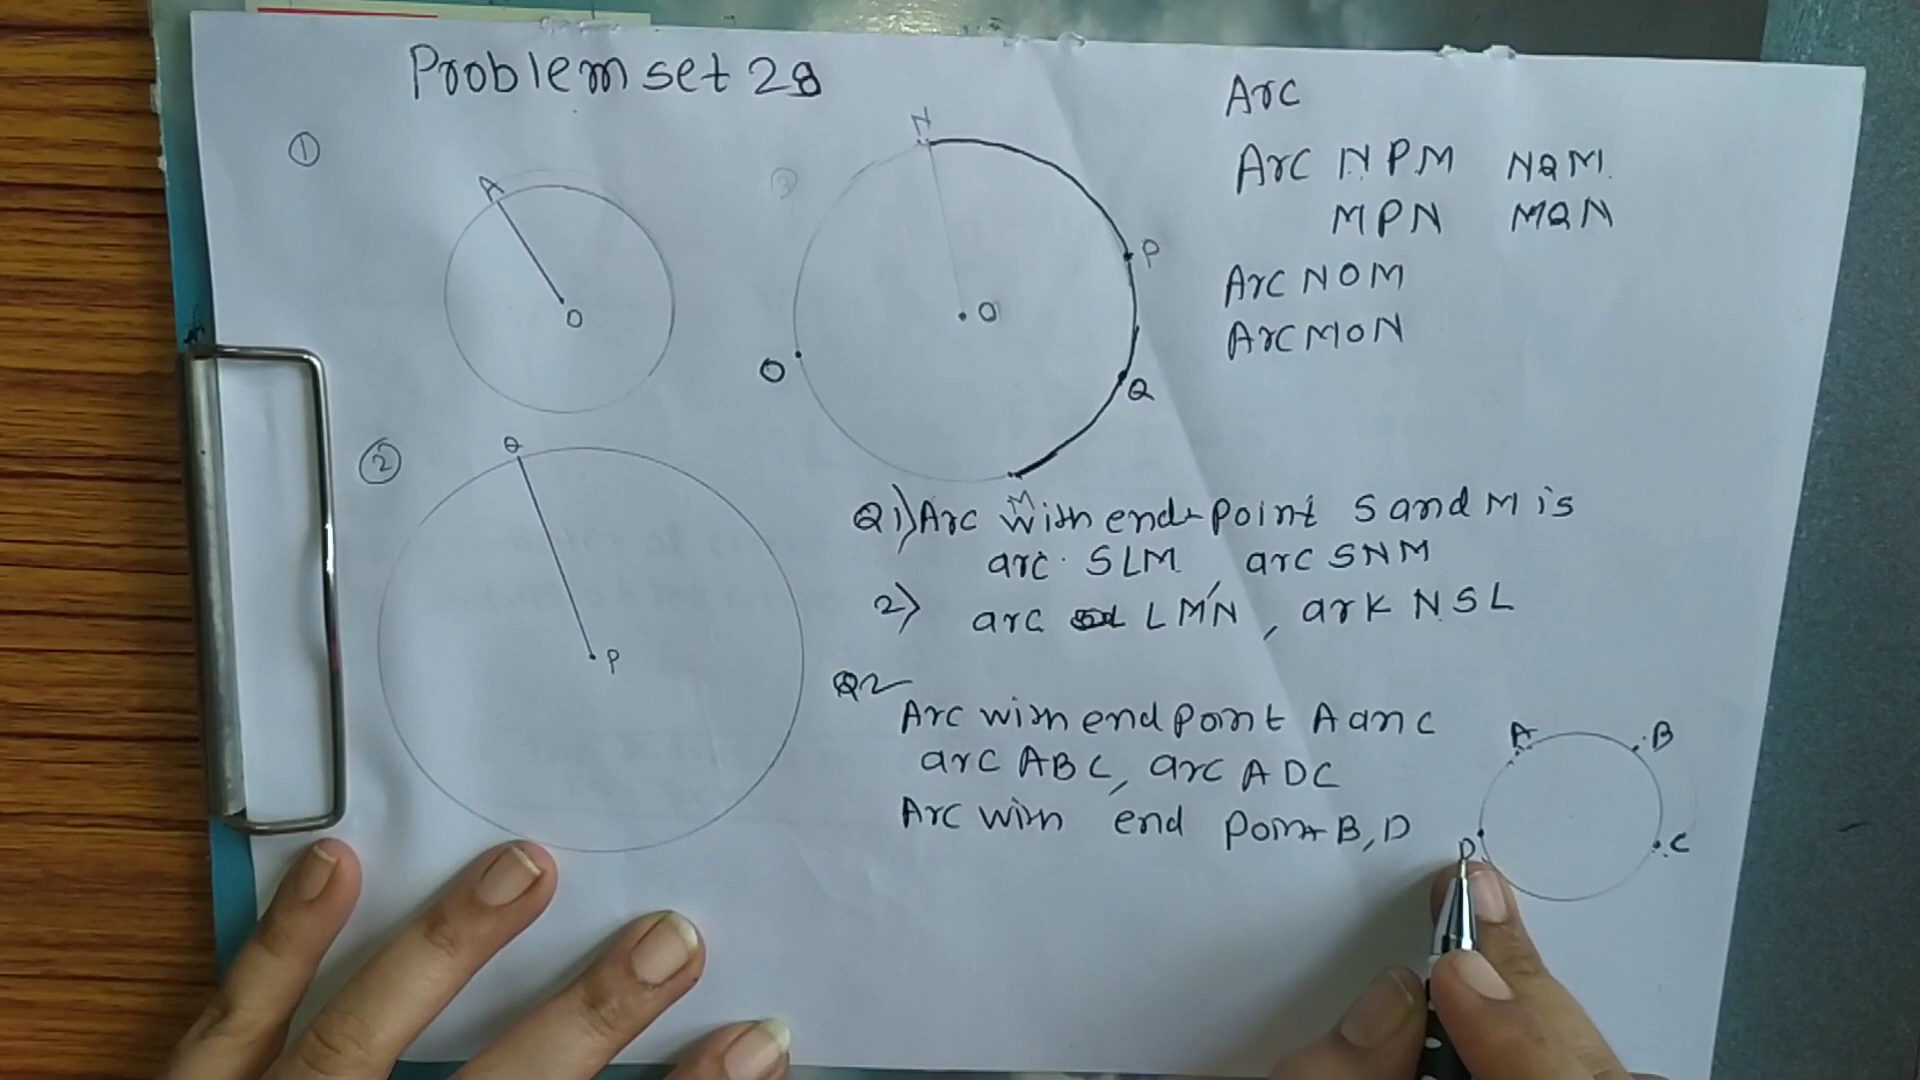 Problem set 28
①
A
O
②
Q
P
③
N
P
O
O
Q
M
Arc
Arc NPM NQM
MPN MQN
Arc NOM
Arc MON
Q1) Arc with end point S and M is
arc SLM, arc SNM
2) arc LMN, ark NSL
Q2
Arc with end point A an C
arc ABC, arc ADC
Arc with end point B, D
A
B
D
C